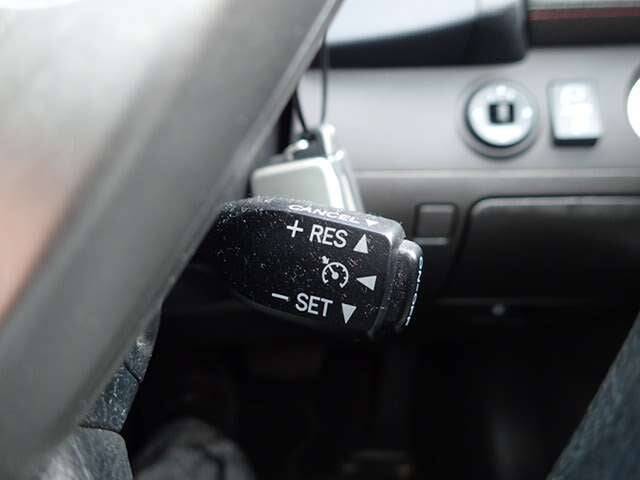 CANCEL ▼
+ RES ▲
◀
− SET ▼